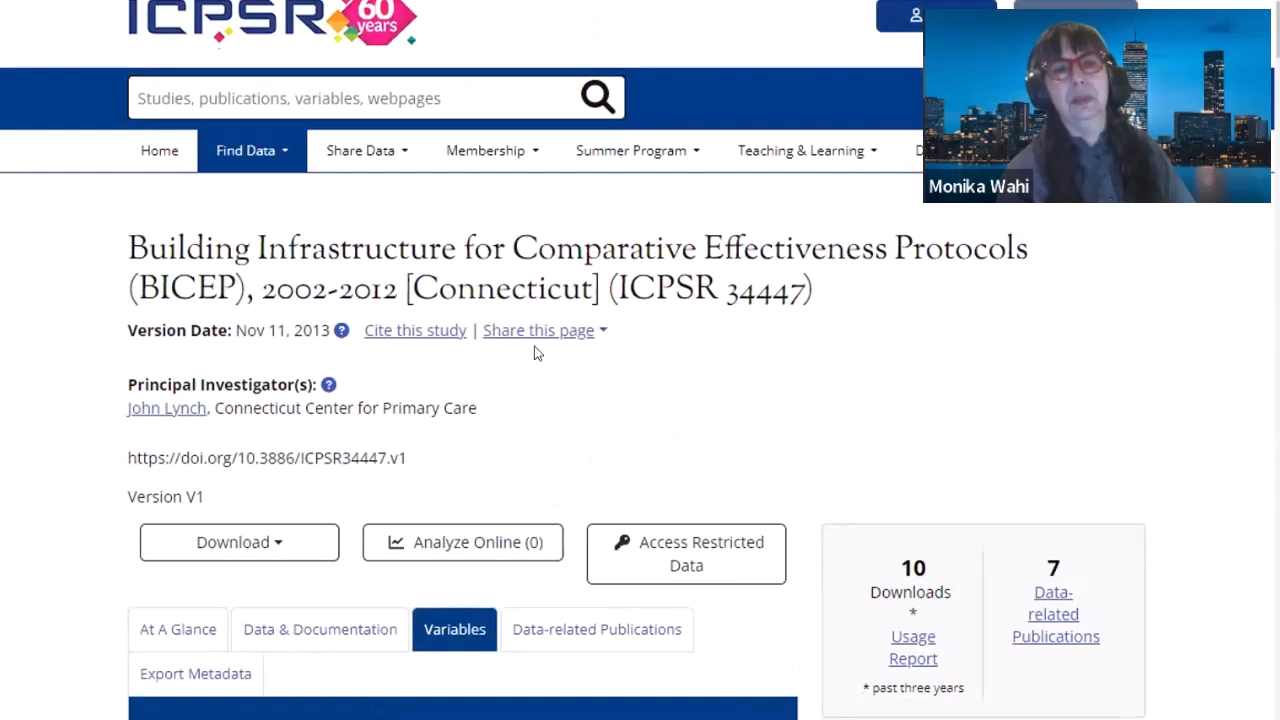 ICPSR
60
years
Studies, publications, variables, webpages
Home
Find Data
Share Data
Membership
Summer Program
Teaching & Learning
D
Monika Wahi
Building Infrastructure for Comparative Effectiveness Protocols
(BICEP), 2002-2012 [Connecticut] (ICPSR 34447)
Version Date: Nov 11, 2013 ? Cite this study | Share this page
Principal Investigator(s): ?
John Lynch, Connecticut Center for Primary Care
https://doi.org/10.3886/ICPSR34447.v1
Version V1
Download
Analyze Online (0)
Access Restricted
Data
10
Downloads
*
Usage
Report
* past three years
7
Data-
related
Publications
At A Glance
Data & Documentation
Variables
Data-related Publications
Export Metadata